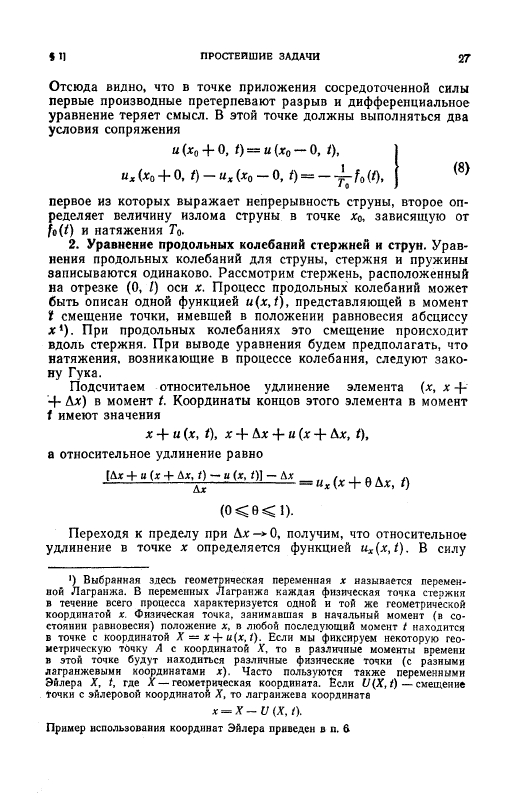 § 1] ПРОСТЕЙШИЕ ЗАДАЧИ 27
Отсюда видно, что в точке приложения сосредоточенной силы
первые производные претерпевают разрыв и дифференциальное
уравнение теряет смысл. В этой точке должны выполняться два
условия сопряжения
u (x₀ + 0, t) = u (x₀ — 0, t),
uₓ (x₀ + 0, t) — uₓ (x₀ — 0, t) = — 1/T₀ f₀ (t), } (8)
первое из которых выражает непрерывность струны, второе оп-
ределяет величину излома струны в точке x₀, зависящую от
f₀(t) и натяжения T₀.
2. Уравнение продольных колебаний стержней и струн. Урав-
нения продольных колебаний для струны, стержня и пружины
записываются одинаково. Рассмотрим стержень, расположенный
на отрезке (0, l) оси x. Процесс продольных колебаний может
быть описан одной функцией u(x, t), представляющей в момент
t смещение точки, имевшей в положении равновесия абсциссу
x¹). При продольных колебаниях это смещение происходит
вдоль стержня. При выводе уравнения будем предполагать, что
натяжения, возникающие в процессе колебания, следуют зако-
ну Гука.
Подсчитаем относительное удлинение элемента (x, x +
+ Δx) в момент t. Координаты концов этого элемента в момент
t имеют значения
x + u (x, t), x + Δx + u (x + Δx, t),
а относительное удлинение равно
[Δx + u (x + Δx, t) — u (x, t)] — Δx / Δx = uₓ (x + θ Δx, t)
(0 ⩽ θ ⩽ 1).
Переходя к пределу при Δx → 0, получим, что относительное
удлинение в точке x определяется функцией uₓ (x, t). В силу
¹) Выбранная здесь геометрическая переменная x называется перемен-
ной Лагранжа. В переменных Лагранжа каждая физическая точка стержня
в течение всего процесса характеризуется одной и той же геометрической
координатой x. Физическая точка, занимавшая в начальный момент (в со-
стоянии равновесия) положение x, в любой последующий момент t находится
в точке с координатой X = x + u(x, t). Если мы фиксируем некоторую гео-
метрическую точку A с координатой X, то в различные моменты времени
в этой точке будут находиться различные физические точки (с разными
лагранжевыми координатами x). Часто пользуются также переменными
Эйлера X, t, где X — геометрическая координата. Если U (X, t) — смещение
точки с эйлеровой координатой X, то лагранжева координата
x = X — U (X, t).
Пример использования координат Эйлера приведен в п. 6.